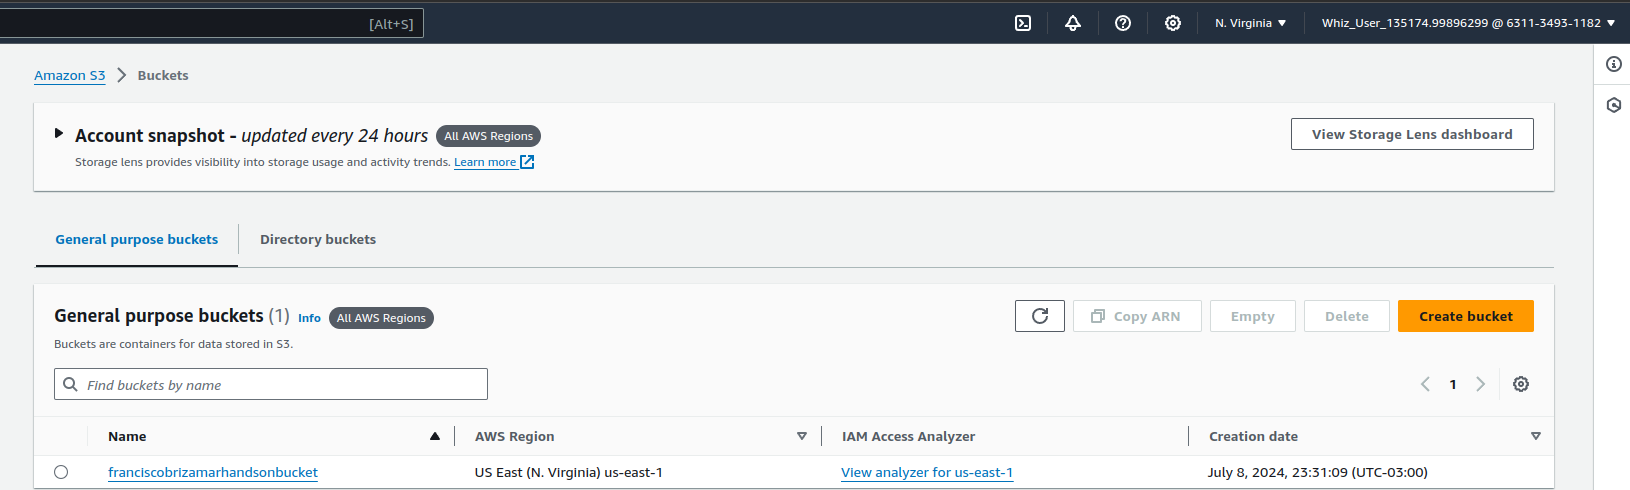 [Alt+S] N. Virginia Whiz_User_135174.99896299 @ 6311-3493-1182
Amazon S3 Buckets
Account snapshot - updated every 24 hours All AWS Regions View Storage Lens dashboard
Storage lens provides visibility into storage usage and activity trends. Learn more
General purpose buckets Directory buckets
General purpose buckets (1) Info All AWS Regions Copy ARN Empty Delete Create bucket
Buckets are containers for data stored in S3.
Find buckets by name 1
Name AWS Region IAM Access Analyzer Creation date
franciscobrizamarhandsonbucket US East (N. Virginia) us-east-1 View analyzer for us-east-1 July 8, 2024, 23:31:09 (UTC-03:00)